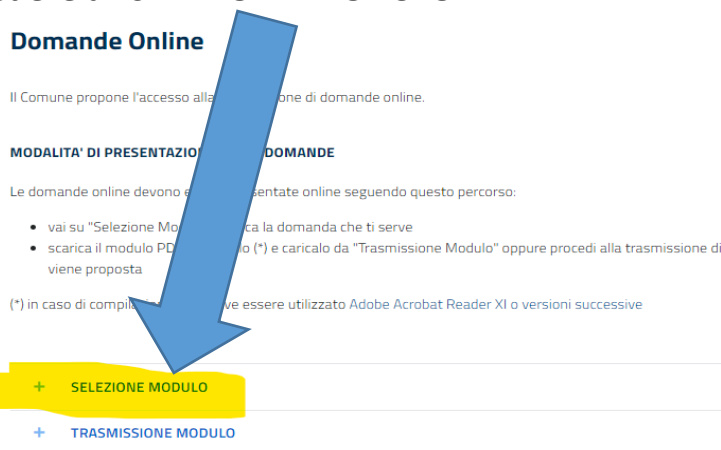 Domande Online
Il Comune propone l'accesso alla one di domande online.
MODALITA' DI PRESENTAZIO DOMANDE
Le domande online devono e sentate online seguendo questo percorso:
• vai su "Selezione Mo ca la domanda che ti serve
• scarica il modulo PD o (*) e caricalo da "Trasmissione Modulo" oppure procedi alla trasmissione di
viene proposta
(*) in caso di compila ve essere utilizzato Adobe Acrobat Reader XI o versioni successive
+ SELEZIONE MODULO
+ TRASMISSIONE MODULO